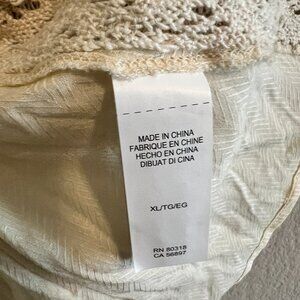 MADE IN CHINA
FABRIQUE EN CHINE
HECHO EN CHINA
DIBUAT DI CINA
XL/TG/EG
RN 80318
CA 56897